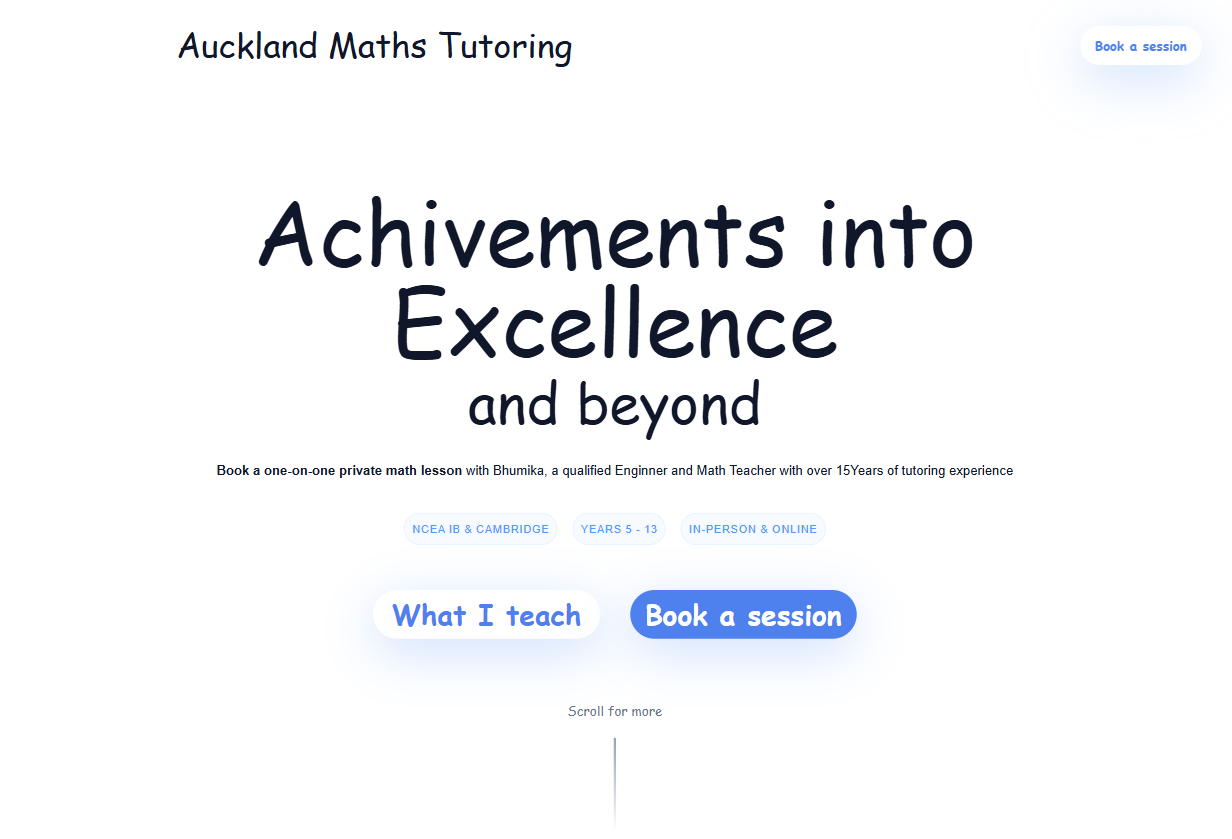 Auckland Maths Tutoring
Book a session
Achivements into
Excellence
and beyond
Book a one-on-one private math lesson with Bhumika, a qualified Enginner and Math Teacher with over 15Years of tutoring experience
NCEA IB & CAMBRIDGE
YEARS 5 - 13
IN-PERSON & ONLINE
What I teach
Book a session
Scroll for more